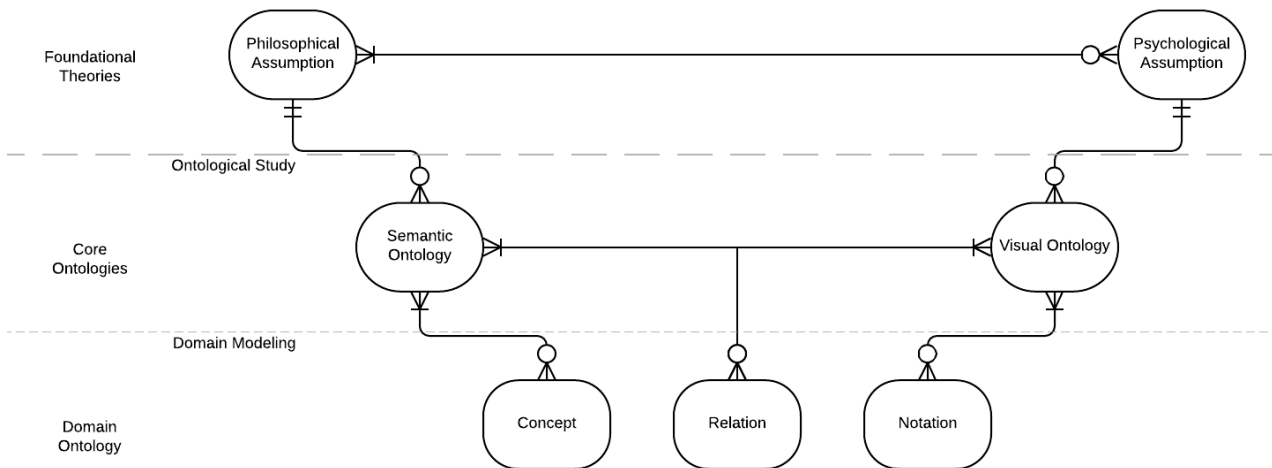 Foundational
Theories
Philosophical
Assumption
Psychological
Assumption
Ontological Study
Core
Ontologies
Semantic
Ontology
Visual Ontology
Domain Modeling
Domain
Ontology
Concept
Relation
Notation